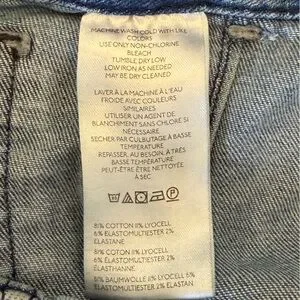 MACHINE WASH COLD WITH LIKE
COLORS
USE ONLY NON-CHLORINE
BLEACH
TUMBLE DRY LOW
LOW IRON AS NEEDED
MAY BE DRY CLEANED
LAVER À LA MACHINE À L'EAU
FROIDE AVEC COULEURS
SIMILAIRES
UTILISER UN AGENT DE
BLANCHIMENT SANS CHLORE SI
NÉCESSAIRE
SECHER PAR CULBUTAGE À BASSE
TEMPÉRATURE
REPASSER, AU BESOIN, À TRÈS
BASSE TEMPÉRATURE
PEUT-ÊTRE ÊTRE NETTOYÉ
À SEC
81% COTTON 11% LYOCELL
6% ELASTOMULTIESTER 2%
ELASTANE
81% COTON 11% LYOCELL
6% ÉLASTOMULTIESTER 2%
ÉLASTHANNE
81% BAUMWOLLE 11% LYOCELL
6% ELASTOMULTIESTER 2%